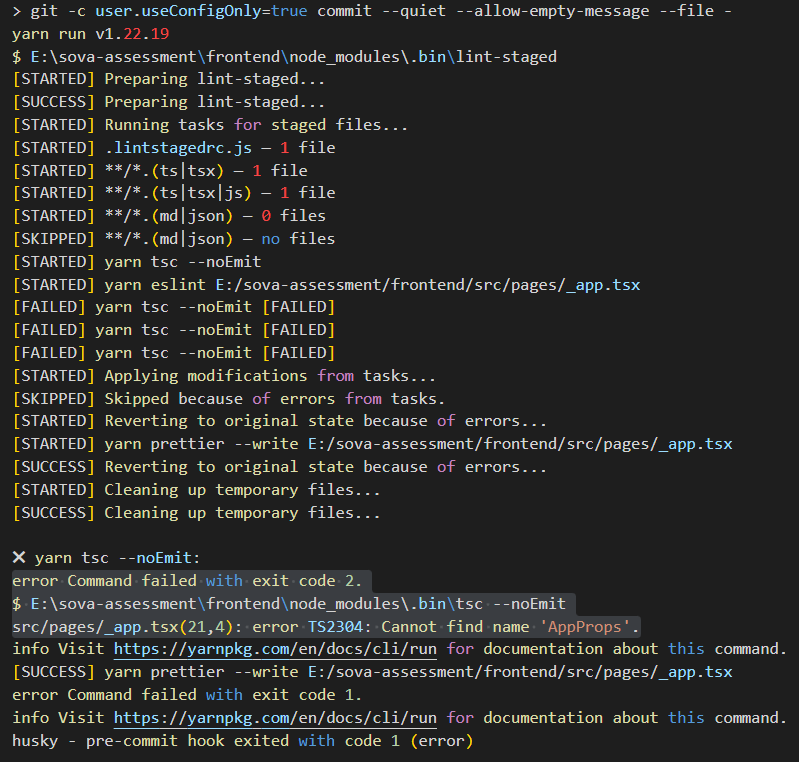 > git -c user.useConfigOnly=true commit --quiet --allow-empty-message --file -
yarn run v1.22.19
$ E:\sova-assessment\frontend\node_modules\.bin\lint-staged
[STARTED] Preparing lint-staged...
[SUCCESS] Preparing lint-staged...
[STARTED] Running tasks for staged files...
[STARTED] .lintstagedrc.js — 1 file
[STARTED] **/*.(ts|tsx) — 1 file
[STARTED] **/*.(ts|tsx|js) — 1 file
[STARTED] **/*.(md|json) — 0 files
[SKIPPED] **/*.(md|json) — no files
[STARTED] yarn tsc --noEmit
[STARTED] yarn eslint E:/sova-assessment/frontend/src/pages/_app.tsx
[FAILED] yarn tsc --noEmit [FAILED]
[FAILED] yarn tsc --noEmit [FAILED]
[FAILED] yarn tsc --noEmit [FAILED]
[STARTED] Applying modifications from tasks...
[SKIPPED] Skipped because of errors from tasks.
[STARTED] Reverting to original state because of errors...
[STARTED] yarn prettier --write E:/sova-assessment/frontend/src/pages/_app.tsx
[SUCCESS] Reverting to original state because of errors...
[STARTED] Cleaning up temporary files...
[SUCCESS] Cleaning up temporary files...
✖ yarn tsc --noEmit:
error Command failed with exit code 2.
$ E:\sova-assessment\frontend\node_modules\.bin\tsc --noEmit
src/pages/_app.tsx(21,4): error TS2304: Cannot find name 'AppProps'.
info Visit https://yarnpkg.com/en/docs/cli/run for documentation about this command.
[SUCCESS] yarn prettier --write E:/sova-assessment/frontend/src/pages/_app.tsx
error Command failed with exit code 1.
info Visit https://yarnpkg.com/en/docs/cli/run for documentation about this command.
husky - pre-commit hook exited with code 1 (error)